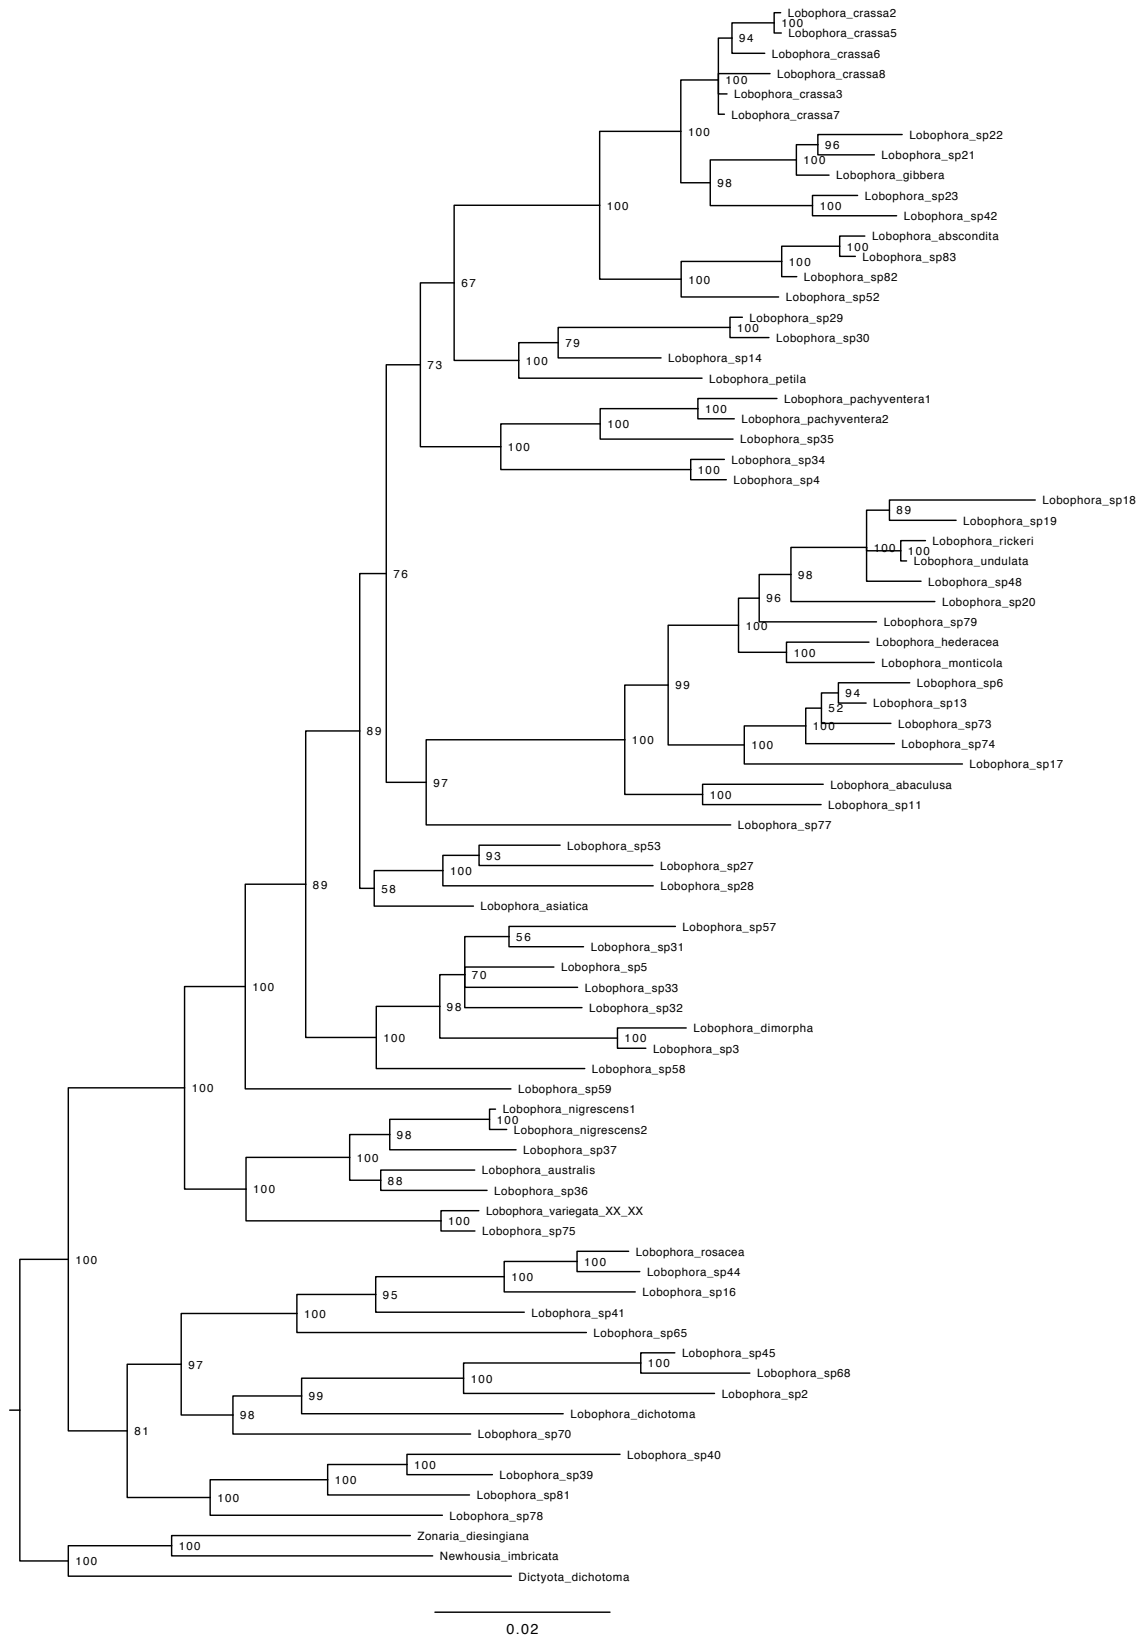 Lobophora_crassa2
100
Lobophora_crassa5
94
Lobophora_crassa6
Lobophora_crassa8
100
Lobophora_crassa3
Lobophora_crassa7
100
Lobophora_sp22
96
Lobophora_sp21
100
Lobophora_gibbera
98
Lobophora_sp23
100
Lobophora_sp42
100
Lobophora_abscondita
100
Lobophora_sp83
100
Lobophora_sp82
100
Lobophora_sp52
67
Lobophora_sp29
100
Lobophora_sp30
79
Lobophora_sp14
100
73
Lobophora_petila
Lobophora_pachyventera1
100
Lobophora_pachyventera2
100
Lobophora_sp35
100
Lobophora_sp34
100
Lobophora_sp4
Lobophora_sp18
89
Lobophora_sp19
Lobophora_rickeri
100
100
Lobophora_undulata
76
98
Lobophora_sp48
96
Lobophora_sp20
Lobophora_sp79
100
Lobophora_hederacea
100
Lobophora_monticola
99
Lobophora_sp6
94
Lobophora_sp13
52
Lobophora_sp73
100
89
100
100
Lobophora_sp74
Lobophora_sp17
97
Lobophora_abaculusa
100
Lobophora_sp11
Lobophora_sp77
Lobophora_sp53
93
Lobophora_sp27
100
89
Lobophora_sp28
58
Lobophora_asiatica
Lobophora_sp57
56
Lobophora_sp31
Lobophora_sp5
70
100
Lobophora_sp33
98
Lobophora_sp32
Lobophora_dimorpha
100
100
Lobophora_sp3
Lobophora_sp58
100
Lobophora_sp59
Lobophora_nigrescens1
100
Lobophora_nigrescens2
98
Lobophora_sp37
100
Lobophora_australis
88
100
Lobophora_sp36
Lobophora_variegata_XX_XX
100
Lobophora_sp75
Lobophora_rosacea
100
100
Lobophora_sp44
100
Lobophora_sp16
95
Lobophora_sp41
100
Lobophora_sp65
Lobophora_sp45
100
97
Lobophora_sp68
100
Lobophora_sp2
99
Lobophora_dichotoma
98
81
Lobophora_sp70
Lobophora_sp40
100
Lobophora_sp39
100
Lobophora_sp81
100
Lobophora_sp78
Zonaria_diesingiana
100
Newhousia_imbricata
100
Dictyota_dichotoma
0.02